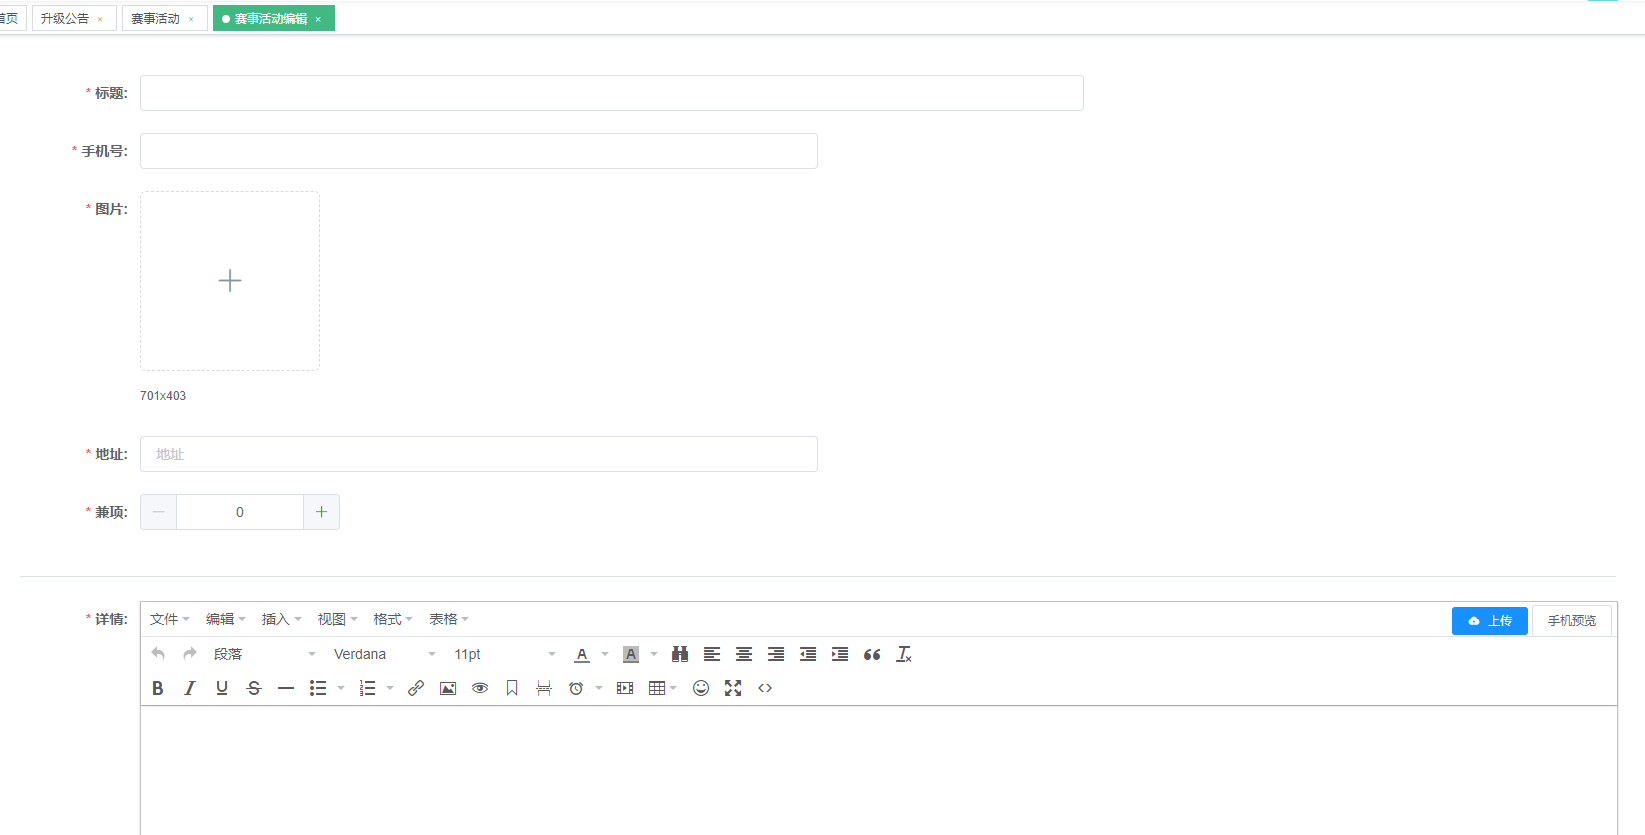 首页 升级公告 × 赛事活动 × 赛事活动编辑 ×
* 标题:
* 手机号:
* 图片:
701x403
* 地址: 地址
* 兼项: 0
* 详情: 文件 编辑 插入 视图 格式 表格 上传 手机预览
段落 Verdana 11pt